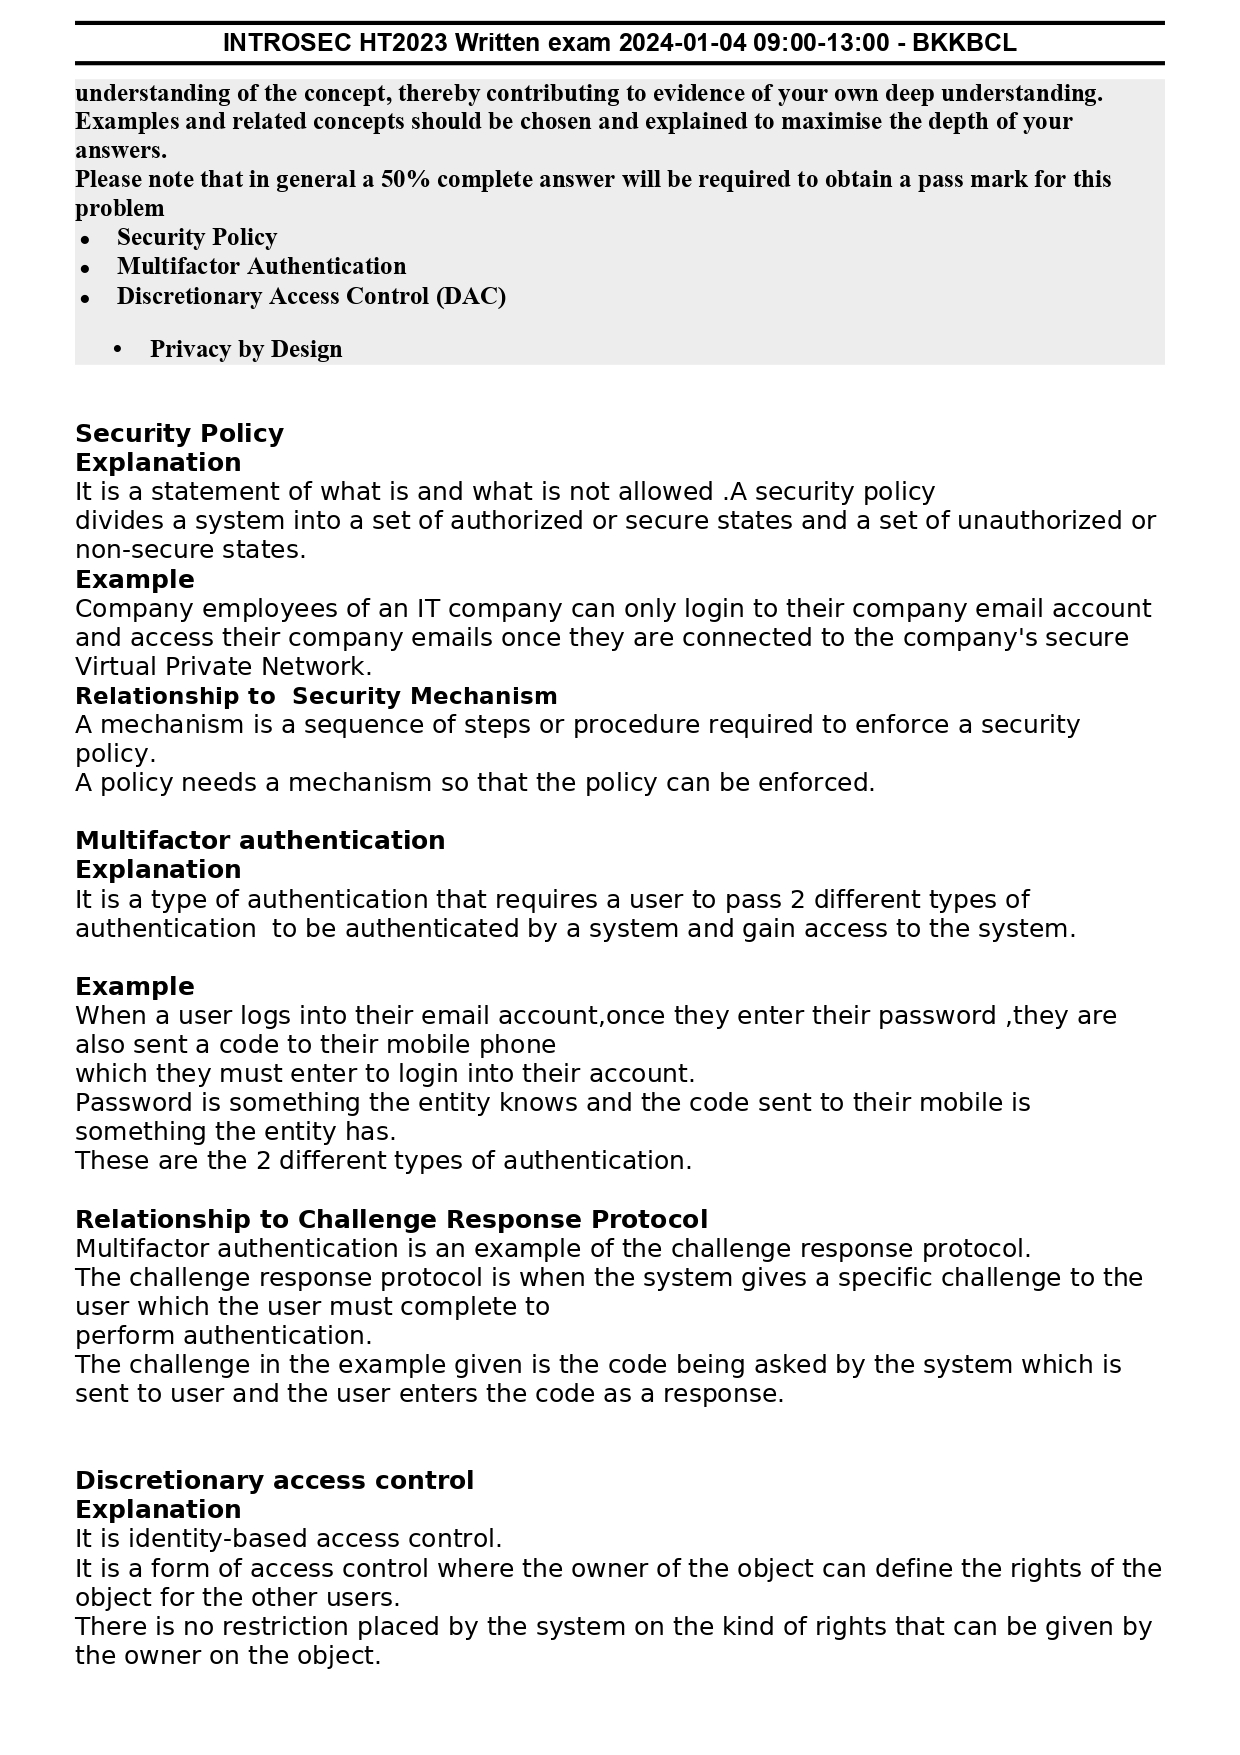 INTROSEC HT2023 Written exam 2024-01-04 09:00-13:00 - BKKBCL
understanding of the concept, thereby contributing to evidence of your own deep understanding.
Examples and related concepts should be chosen and explained to maximise the depth of your
answers.
Please note that in general a 50% complete answer will be required to obtain a pass mark for this
problem
• Security Policy
• Multifactor Authentication
• Discretionary Access Control (DAC)
• Privacy by Design
Security Policy
Explanation
It is a statement of what is and what is not allowed .A security policy
divides a system into a set of authorized or secure states and a set of unauthorized or
non-secure states.
Example
Company employees of an IT company can only login to their company email account
and access their company emails once they are connected to the company's secure
Virtual Private Network.
Relationship to  Security Mechanism
A mechanism is a sequence of steps or procedure required to enforce a security
policy.
A policy needs a mechanism so that the policy can be enforced.
Multifactor authentication
Explanation
It is a type of authentication that requires a user to pass 2 different types of
authentication  to be authenticated by a system and gain access to the system.
Example
When a user logs into their email account,once they enter their password ,they are
also sent a code to their mobile phone
which they must enter to login into their account.
Password is something the entity knows and the code sent to their mobile is
something the entity has.
These are the 2 different types of authentication.
Relationship to Challenge Response Protocol
Multifactor authentication is an example of the challenge response protocol.
The challenge response protocol is when the system gives a specific challenge to the
user which the user must complete to
perform authentication.
The challenge in the example given is the code being asked by the system which is
sent to user and the user enters the code as a response.
Discretionary access control
Explanation
It is identity-based access control.
It is a form of access control where the owner of the object can define the rights of the
object for the other users.
There is no restriction placed by the system on the kind of rights that can be given by
the owner on the object.